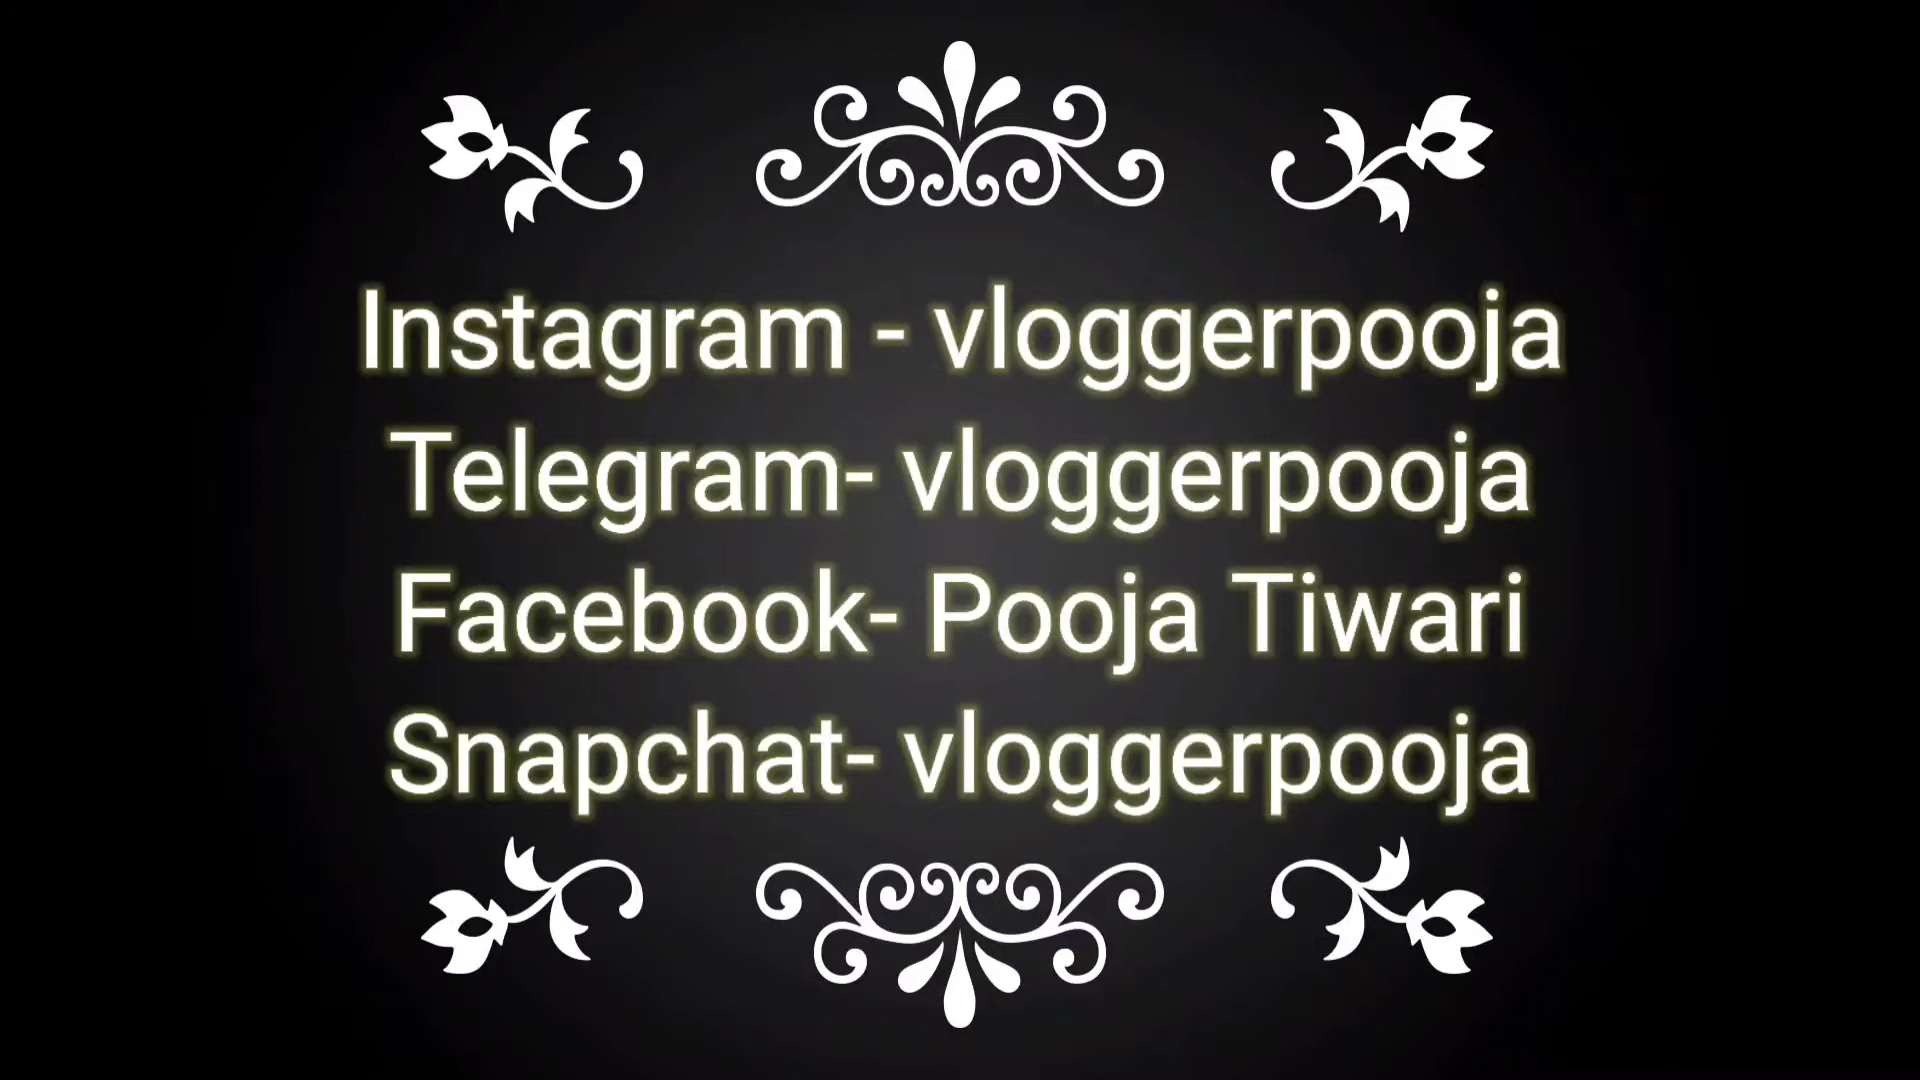 Instagram - vloggerpooja
Telegram- vloggerpooja
Facebook- Pooja Tiwari
Snapchat- vloggerpooja